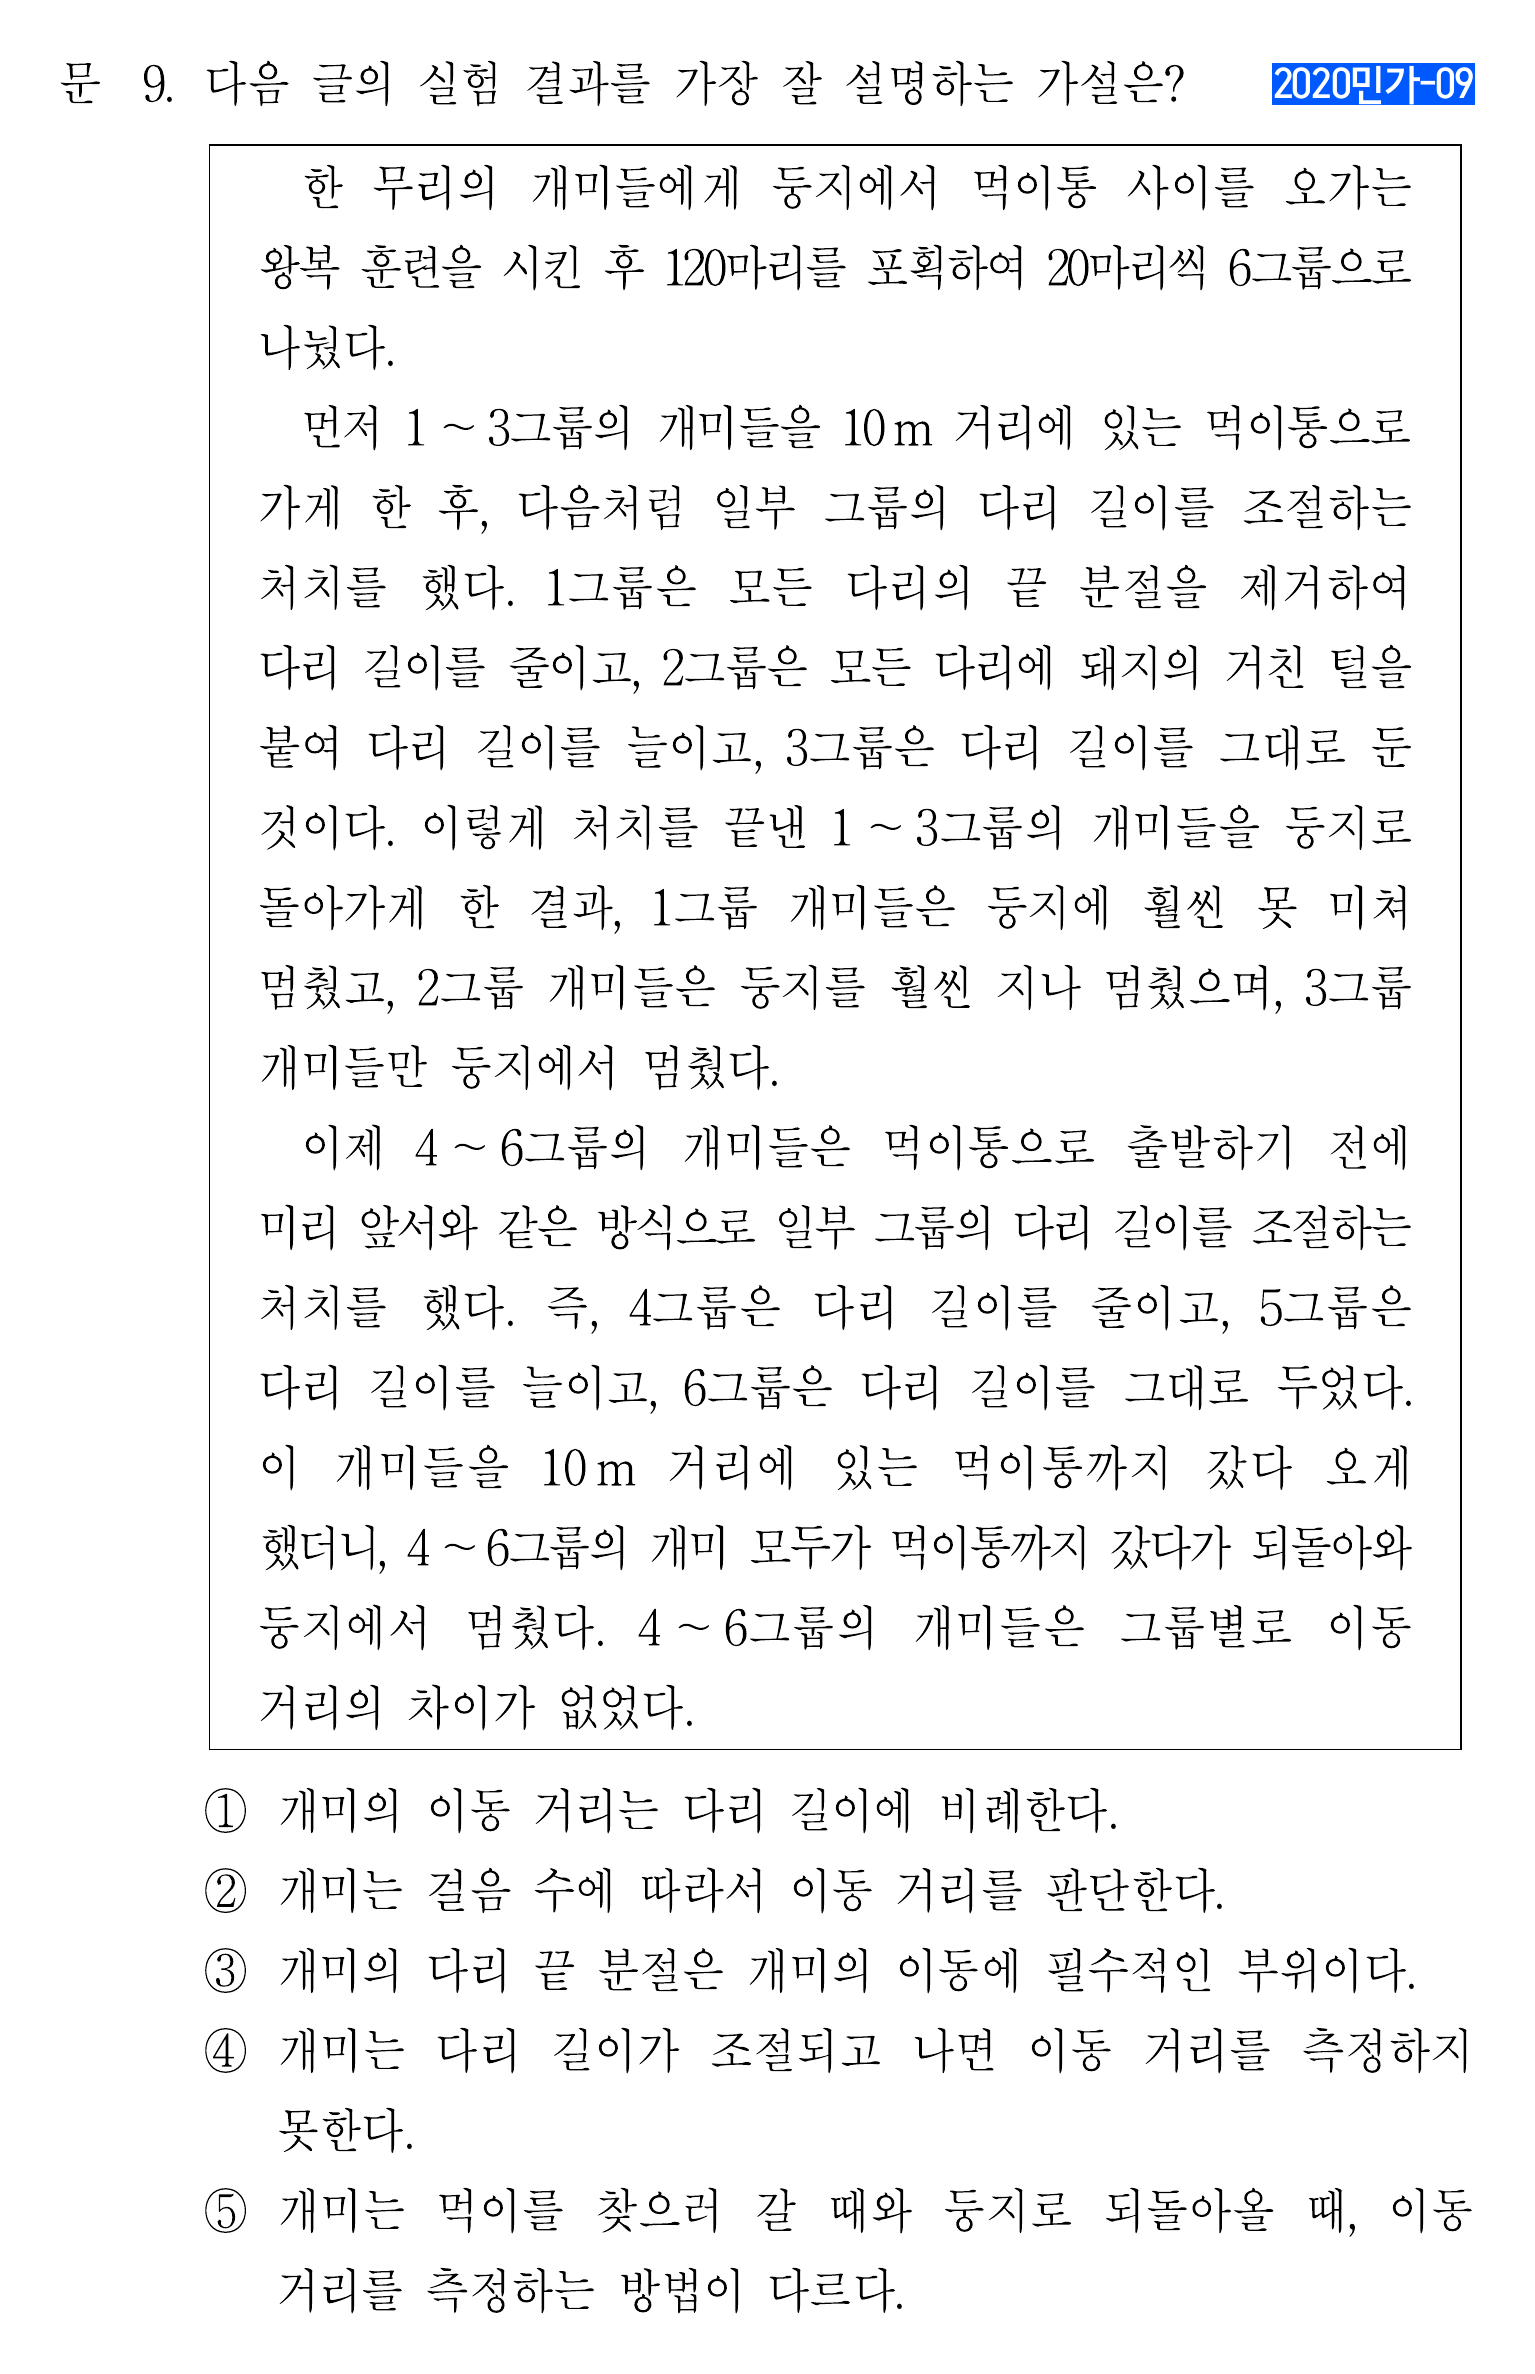 문 9. 다음 글의 실험 결과를 가장 잘 설명하는 가설은? 2020민가-09
한 무리의 개미들에게 둥지에서 먹이통 사이를 오가는
왕복 훈련을 시킨 후 120마리를 포획하여 20마리씩 6그룹으로
나눴다.
먼저 1 ~ 3그룹의 개미들을 10 m 거리에 있는 먹이통으로
가게 한 후, 다음처럼 일부 그룹의 다리 길이를 조절하는
처치를 했다. 1그룹은 모든 다리의 끝 분절을 제거하여
다리 길이를 줄이고, 2그룹은 모든 다리에 돼지의 거친 털을
붙여 다리 길이를 늘이고, 3그룹은 다리 길이를 그대로 둔
것이다. 이렇게 처치를 끝낸 1 ~ 3그룹의 개미들을 둥지로
돌아가게 한 결과, 1그룹 개미들은 둥지에 훨씬 못 미쳐
멈췄고, 2그룹 개미들은 둥지를 훨씬 지나 멈췄으며, 3그룹
개미들만 둥지에서 멈췄다.
이제 4 ~ 6그룹의 개미들은 먹이통으로 출발하기 전에
미리 앞서와 같은 방식으로 일부 그룹의 다리 길이를 조절하는
처치를 했다. 즉, 4그룹은 다리 길이를 줄이고, 5그룹은
다리 길이를 늘이고, 6그룹은 다리 길이를 그대로 두었다.
이 개미들을 10 m 거리에 있는 먹이통까지 갔다 오게
했더니, 4 ~ 6그룹의 개미 모두가 먹이통까지 갔다가 되돌아와
둥지에서 멈췄다. 4 ~ 6그룹의 개미들은 그룹별로 이동
거리의 차이가 없었다.
① 개미의 이동 거리는 다리 길이에 비례한다.
② 개미는 걸음 수에 따라서 이동 거리를 판단한다.
③ 개미의 다리 끝 분절은 개미의 이동에 필수적인 부위이다.
④ 개미는 다리 길이가 조절되고 나면 이동 거리를 측정하지
못한다.
⑤ 개미는 먹이를 찾으러 갈 때와 둥지로 되돌아올 때, 이동
거리를 측정하는 방법이 다르다.